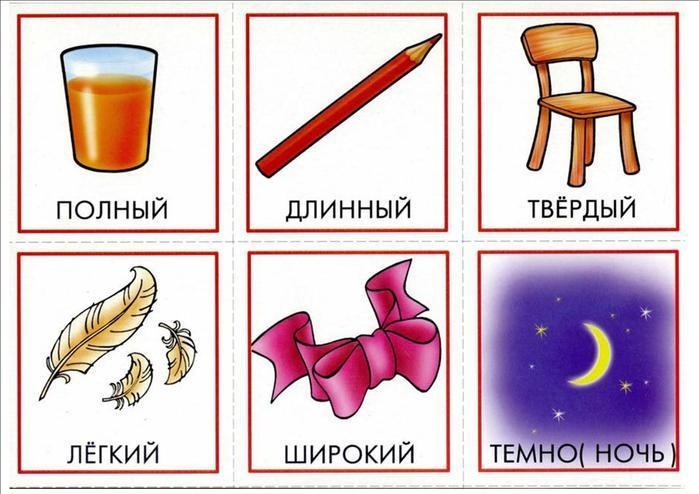 ПОЛНЫЙ
ДЛИННЫЙ
ТВЁРДЫЙ
ЛЁГКИЙ
ШИРОКИЙ
ТЕМНО( НОЧЬ )